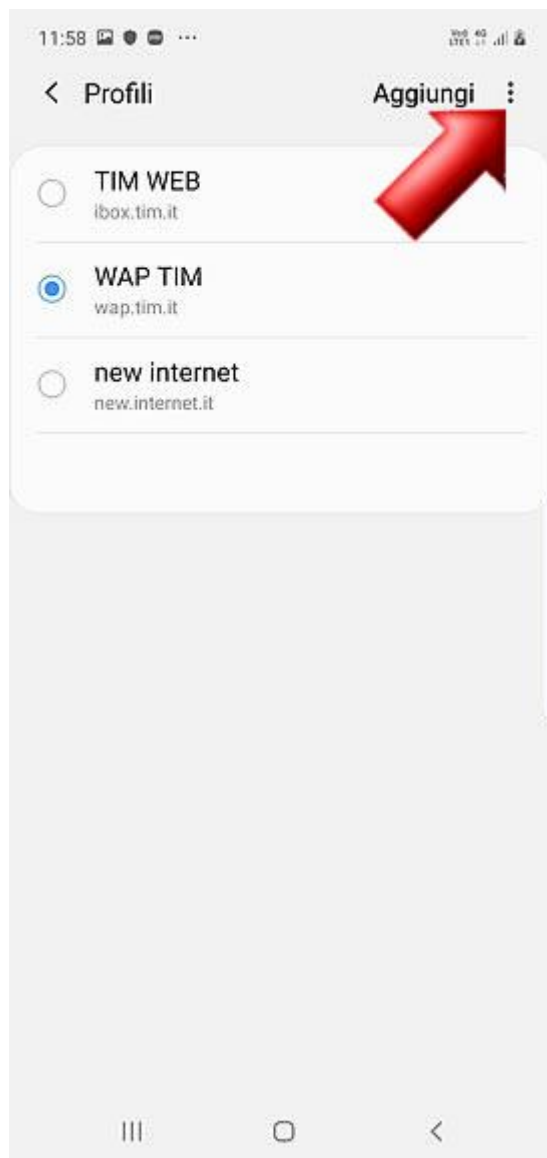 11:58
Profili
Aggiungi
TIM WEB
ibox.tim.it
WAP TIM
wap.tim.it
new internet
new.internet.it